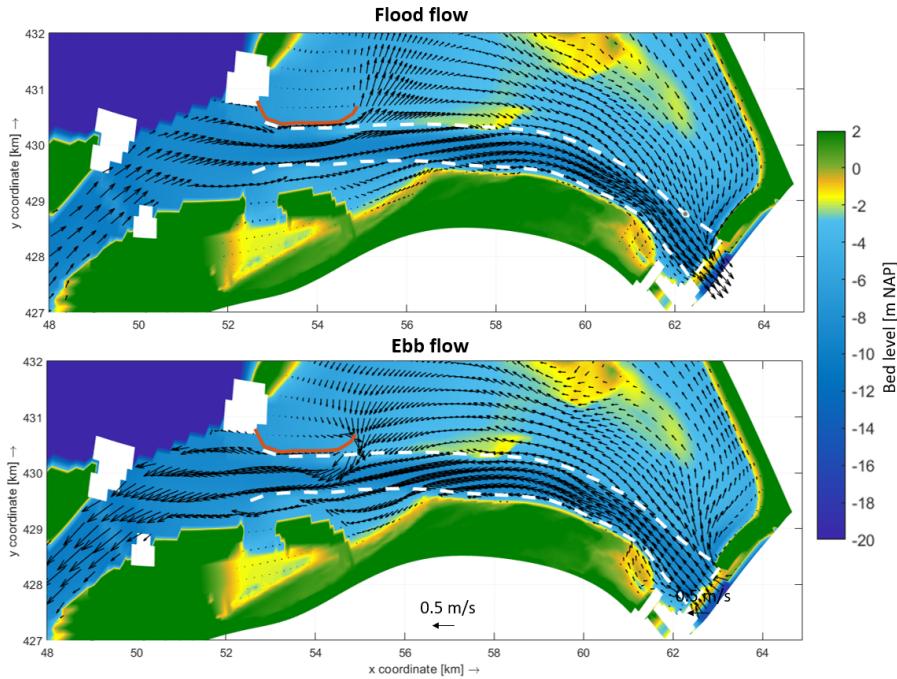 Flood flow
432
431
430
429
428
427
y coordinate [km] →
48 50 52 54 56 58 60 62 64
Ebb flow
432
431
430
429
428
427
y coordinate [km] →
0.5 m/s
0.5 m/s
48 50 52 54 56 58 60 62 64
x coordinate [km] →
2
0
-2
-4
-6
-8
-10
-12
-14
-16
-18
-20
Bed level [m NAP]